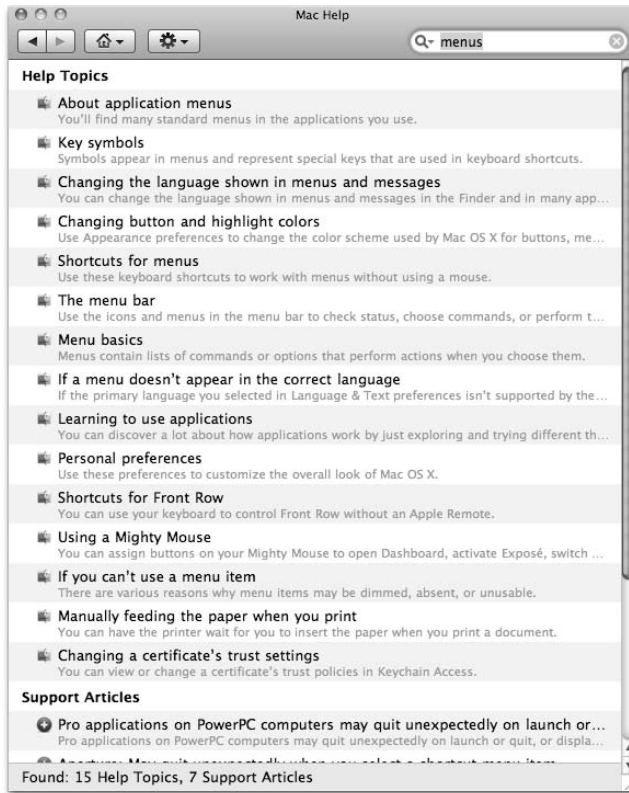 Mac Help
menus
Help Topics
About application menus
You'll find many standard menus in the applications you use.
Key symbols
Symbols appear in menus and represent special keys that are used in keyboard shortcuts.
Changing the language shown in menus and messages
You can change the language shown in menus and messages in the Finder and in many app...
Changing button and highlight colors
Use Appearance preferences to change the color scheme used by Mac OS X for buttons, me...
Shortcuts for menus
Use these keyboard shortcuts to work with menus without using a mouse.
The menu bar
Use the icons and menus in the menu bar to check status, choose commands, or perform t...
Menu basics
Menus contain lists of commands or options that perform actions when you choose them.
If a menu doesn't appear in the correct language
If the primary language you selected in Language & Text preferences isn't supported by the...
Learning to use applications
You can discover a lot about how applications work by just exploring and trying different th...
Personal preferences
Use these preferences to customize the overall look of Mac OS X.
Shortcuts for Front Row
You can use your keyboard to control Front Row without an Apple Remote.
Using a Mighty Mouse
You can assign buttons on your Mighty Mouse to open Dashboard, activate Exposé, switch ...
If you can't use a menu item
There are various reasons why menu items may be dimmed, absent, or unusable.
Manually feeding the paper when you print
You can have the printer wait for you to insert the paper when you print a document.
Changing a certificate's trust settings
You can view or change a certificate's trust policies in Keychain Access.
Support Articles
Pro applications on PowerPC computers may quit unexpectedly on launch or...
Pro applications on PowerPC computers may quit unexpectedly on launch or quit, or displa...
Aperture: May quit unexpectedly when you select a shortcut menu item
Found: 15 Help Topics, 7 Support Articles